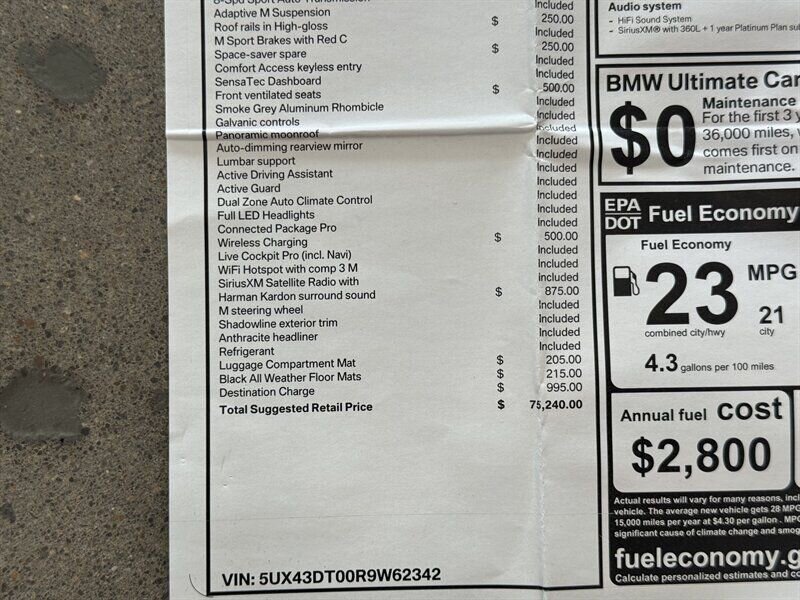 8-Spd Sport Auto Transmission Included
Adaptive M Suspension Included
Roof rails in High-gloss $ 250.00
M Sport Brakes with Red C Included
Space-saver spare $ 250.00
Comfort Access keyless entry Included
SensaTec Dashboard Included
Front ventilated seats $ 500.00
Smoke Grey Aluminum Rhombicle Included
Galvanic controls Included
Panoramic moonroof Included
Auto-dimming rearview mirror Included
Lumbar support Included
Active Driving Assistant Included
Active Guard Included
Dual Zone Auto Climate Control Included
Full LED Headlights Included
Connected Package Pro Included
Wireless Charging $ 500.00
Live Cockpit Pro (incl. Navi) Included
WiFi Hotspot with comp 3 M Included
SiriusXM Satellite Radio with Included
Harman Kardon surround sound $ 875.00
M steering wheel Included
Shadowline exterior trim Included
Anthracite headliner Included
Refrigerant Included
Luggage Compartment Mat $ 205.00
Black All Weather Floor Mats $ 215.00
Destination Charge $ 995.00
Total Suggested Retail Price $ 75,240.00
VIN: 5UX43DT00R9W62342
Audio system
- HiFi Sound System
- SiriusXM® with 360L + 1 year Platinum Plan sub
BMW Ultimate Car
$0
Maintenance
For the first 3 y
36,000 miles,
comes first on
maintenance.
EPA
DOT Fuel Economy
Fuel Economy
23 MPG
21
combined city/hwy city
4.3 gallons per 100 miles
Annual fuel cost
$2,800
Actual results will vary for many reasons, incl
vehicle. The average new vehicle gets 28 MPG
15,000 miles per year at $4.30 per gallon . MPG
significant cause of climate change and smog
fueleconomy.g
Calculate personalized estimates and co